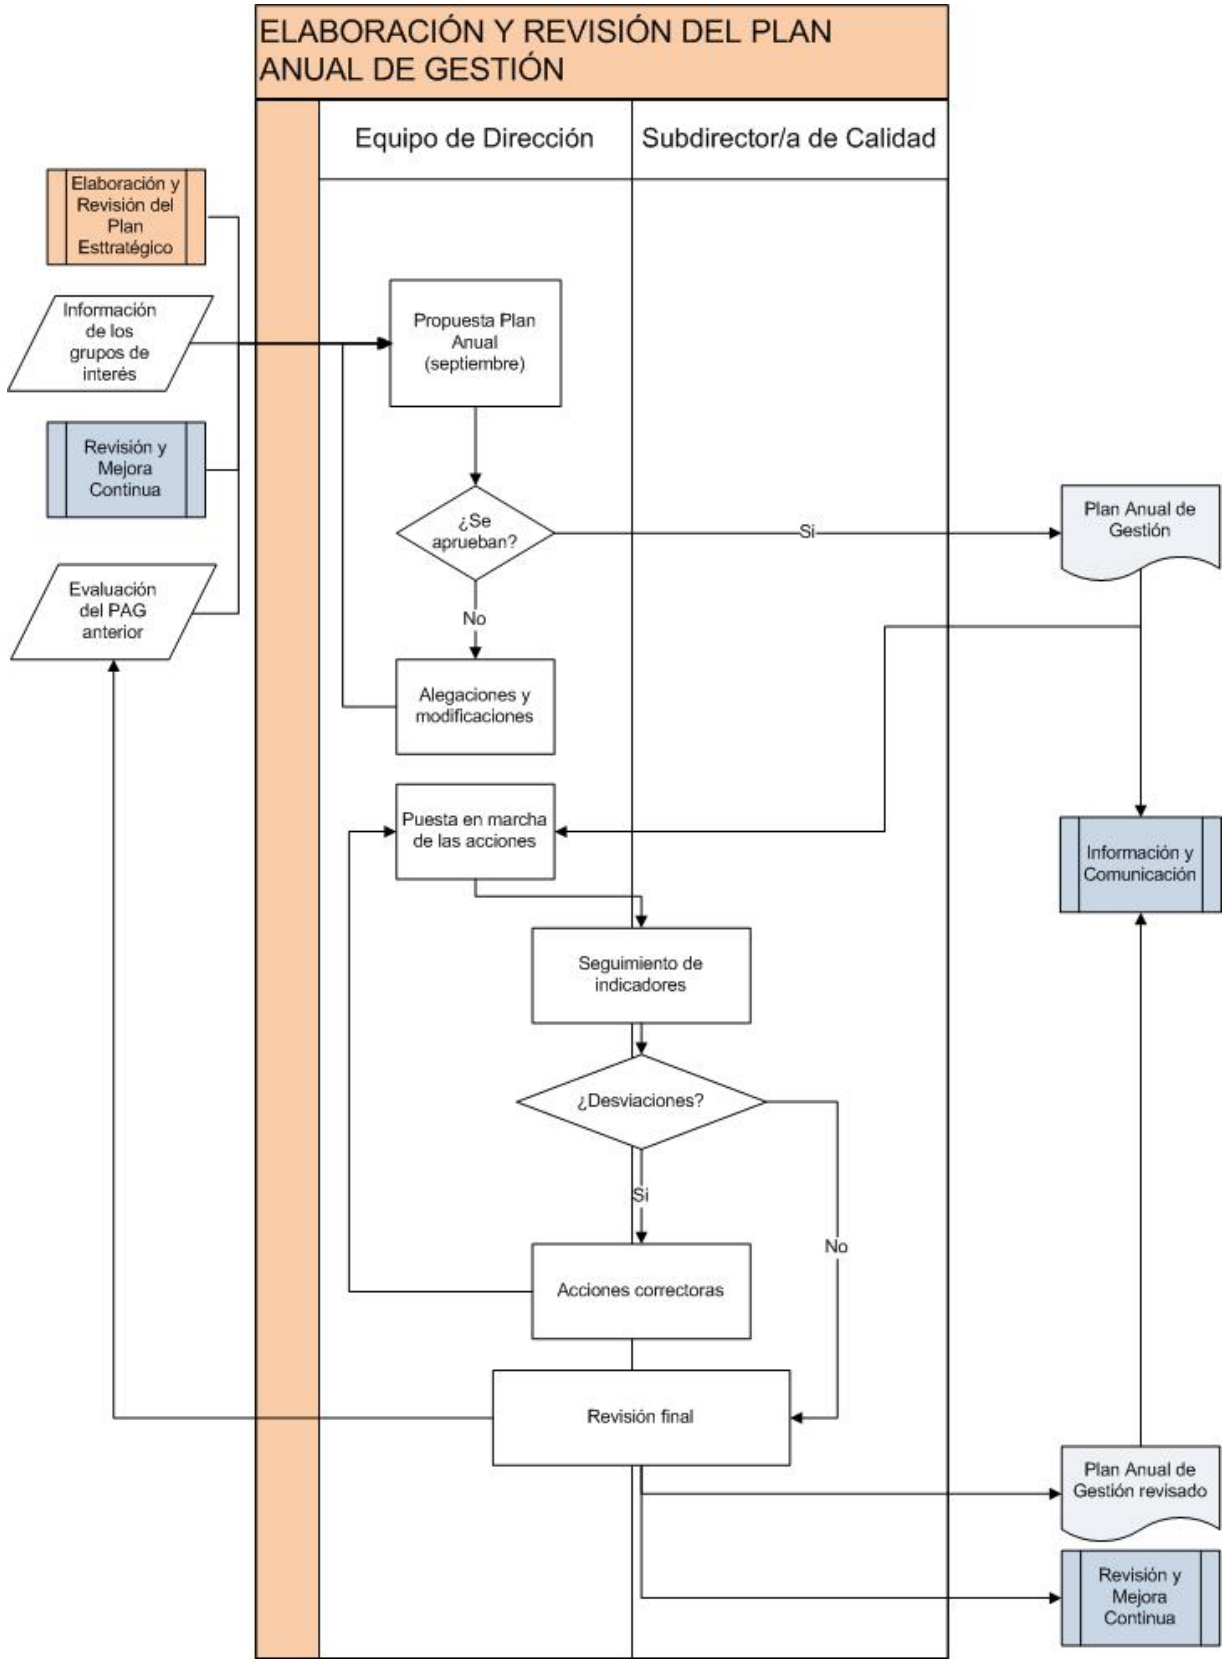 ELABORACIÓN Y REVISIÓN DEL PLAN
ANUAL DE GESTIÓN
Equipo de Dirección
Subdirector/a de Calidad
Elaboración y
Revisión del
Plan
Esttratégico
Información
de los
grupos de
interés
Propuesta Plan
Anual
(septiembre)
Revisión y
Mejora
Continua
¿Se
aprueban?
Si
Plan Anual de
Gestión
Evaluación
del PAG
anterior
No
Alegaciones y
modificaciones
Puesta en marcha
de las acciones
Información y
Comunicación
Seguimiento de
indicadores
¿Desviaciones?
Si
No
Acciones correctoras
Revisión final
Plan Anual de
Gestión revisado
Revisión y
Mejora
Continua